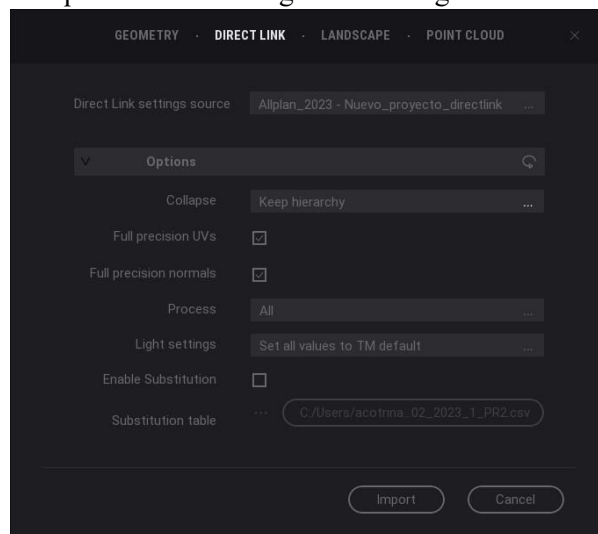 GEOMETRY · DIRECT LINK · LANDSCAPE · POINT CLOUD ×
Direct Link settings source Allplan_2023 - Nuevo_proyecto_directlink ...
Options
Collapse Keep hierarchy ...
Full precision UVs
Full precision normals
Process All ...
Light settings Set all values to TM default ...
Enable Substitution
Substitution table ... C:/Users/acotrina...02_2023_1_PR2.csv
Import Cancel